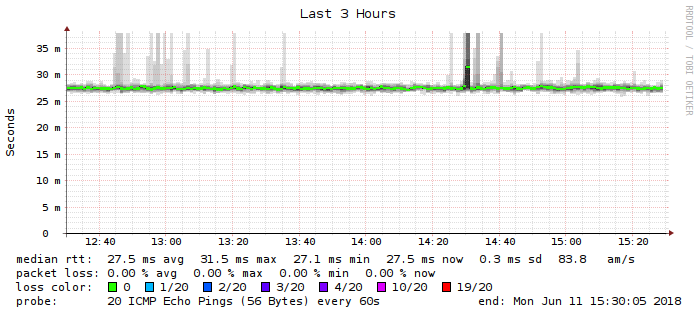 Last 3 Hours
RRDTOOL / TOBI OETIKER
Seconds
35 m
30 m
25 m
20 m
15 m
10 m
5 m
0
12:40 13:00 13:20 13:40 14:00 14:20 14:40 15:00 15:20
median rtt: 27.5 ms avg 31.5 ms max 27.1 ms min 27.5 ms now 0.3 ms sd 83.8 am/s
packet loss: 0.00 % avg 0.00 % max 0.00 % min 0.00 % now
loss color: 0 1/20 2/20 3/20 4/20 10/20 19/20
probe: 20 ICMP Echo Pings (56 Bytes) every 60s end: Mon Jun 11 15:30:05 2018